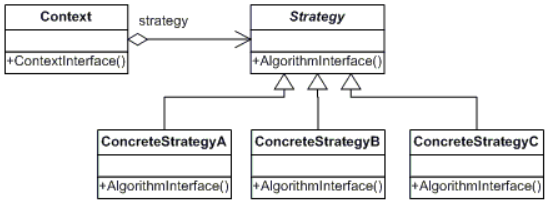 Context
strategy
Strategy
+ContextInterface()
+AlgorithmInterface()
ConcreteStrategyA
ConcreteStrategyB
ConcreteStrategyC
+AlgorithmInterface()
+AlgorithmInterface()
+AlgorithmInterface()